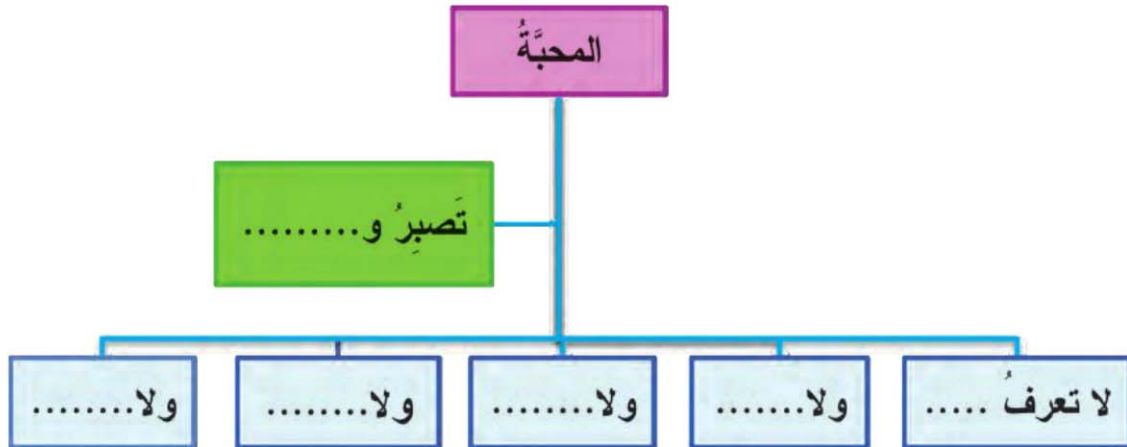 المحبَّةُ
تَصبِرُ و.........
لا تعرفُ .....
ولا........
ولا.........
ولا.........
ولا.........